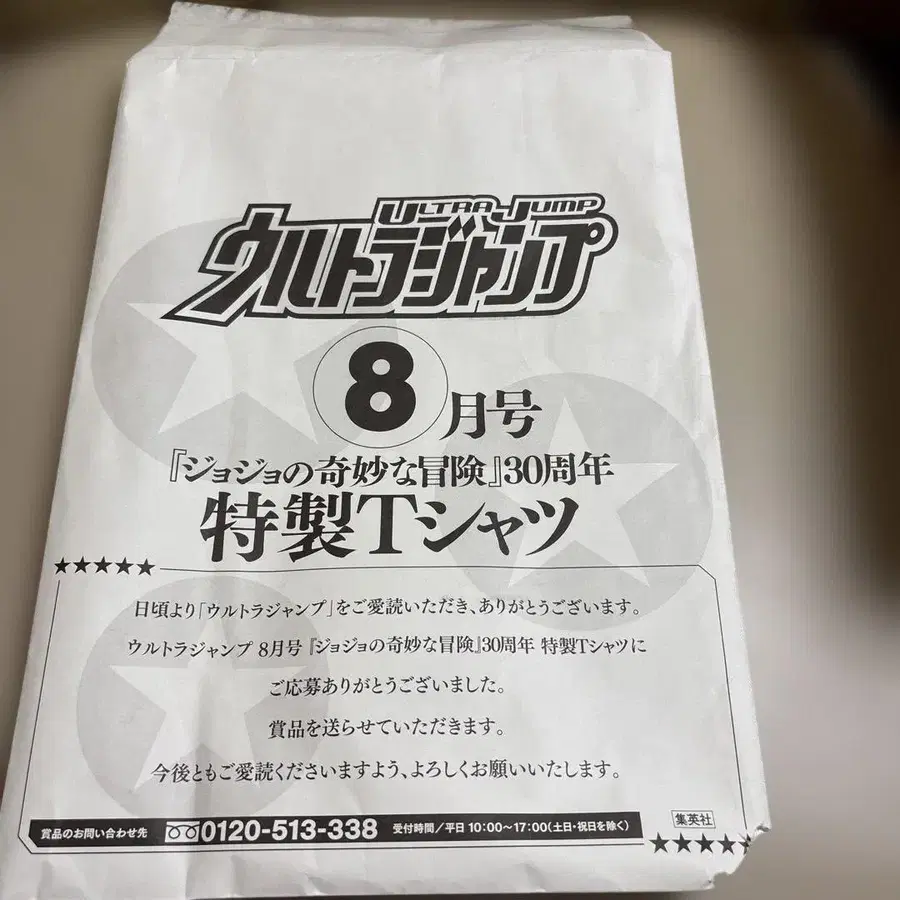 ULTRA JUMP
ウルトラジャンプ
8月号
『ジョジョの奇妙な冒険』30周年
特製Tシャツ
★★★★★
日頃より「ウルトラジャンプ」をご愛読いただき、ありがとうございます。
ウルトラジャンプ 8月号『ジョジョの奇妙な冒険』30周年 特製Tシャツに
ご応募ありがとうございました。
賞品を送らせていただきます。
今後ともご愛読くださいますよう、よろしくお願いいたします。
集英社
賞品のお問い合わせ先 0120-513-338 受付時間/平日 10:00〜17:00(土日・祝日を除く)
★★★★★